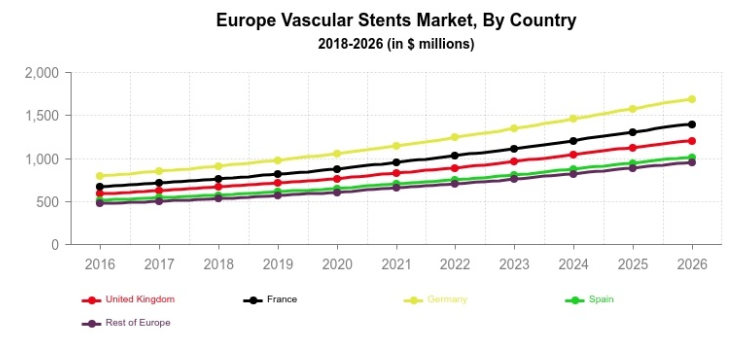 Europe Vascular Stents Market, By Country
2018-2026 (in $ millions)
2,000
1,500
1,000
500
0
2016 2017 2018 2019 2020 2021 2022 2023 2024 2025 2026
United Kingdom France Germany Spain
Rest of Europe